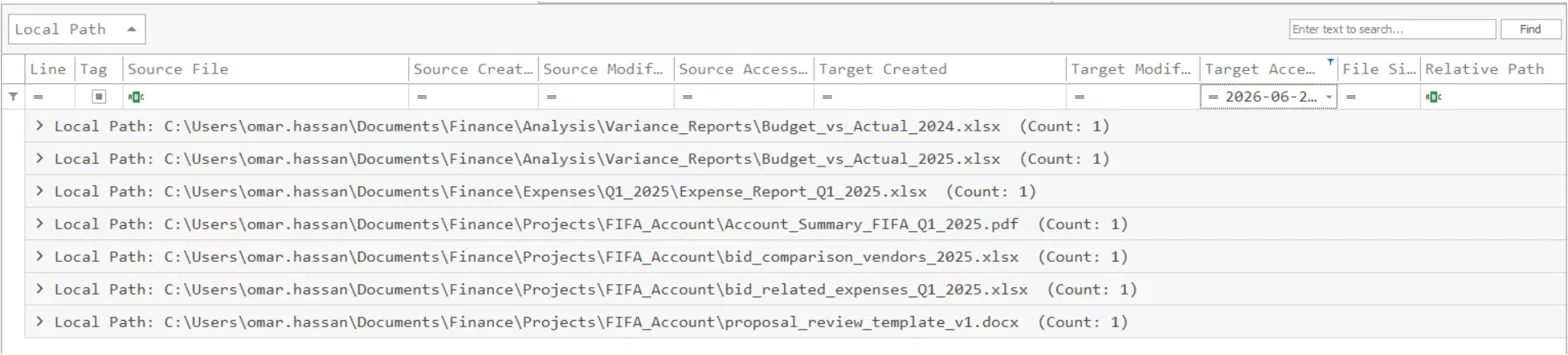 Local Path
Enter text to search... Find
Line Tag Source File Source Creat... Source Modif... Source Access... Target Created Target Modif... Target Acce... File Si... Relative Path
= ■ aBc = = = = = = 2026-06-2... = aBc
> Local Path: C:\Users\omar.hassan\Documents\Finance\Analysis\Variance_Reports\Budget_vs_Actual_2024.xlsx (Count: 1)
> Local Path: C:\Users\omar.hassan\Documents\Finance\Analysis\Variance_Reports\Budget_vs_Actual_2025.xlsx (Count: 1)
> Local Path: C:\Users\omar.hassan\Documents\Finance\Expenses\Q1_2025\Expense_Report_Q1_2025.xlsx (Count: 1)
> Local Path: C:\Users\omar.hassan\Documents\Finance\Projects\FIFA_Account\Account_Summary_FIFA_Q1_2025.pdf (Count: 1)
> Local Path: C:\Users\omar.hassan\Documents\Finance\Projects\FIFA_Account\bid_comparison_vendors_2025.xlsx (Count: 1)
> Local Path: C:\Users\omar.hassan\Documents\Finance\Projects\FIFA_Account\bid_related_expenses_Q1_2025.xlsx (Count: 1)
> Local Path: C:\Users\omar.hassan\Documents\Finance\Projects\FIFA_Account\proposal_review_template_v1.docx (Count: 1)